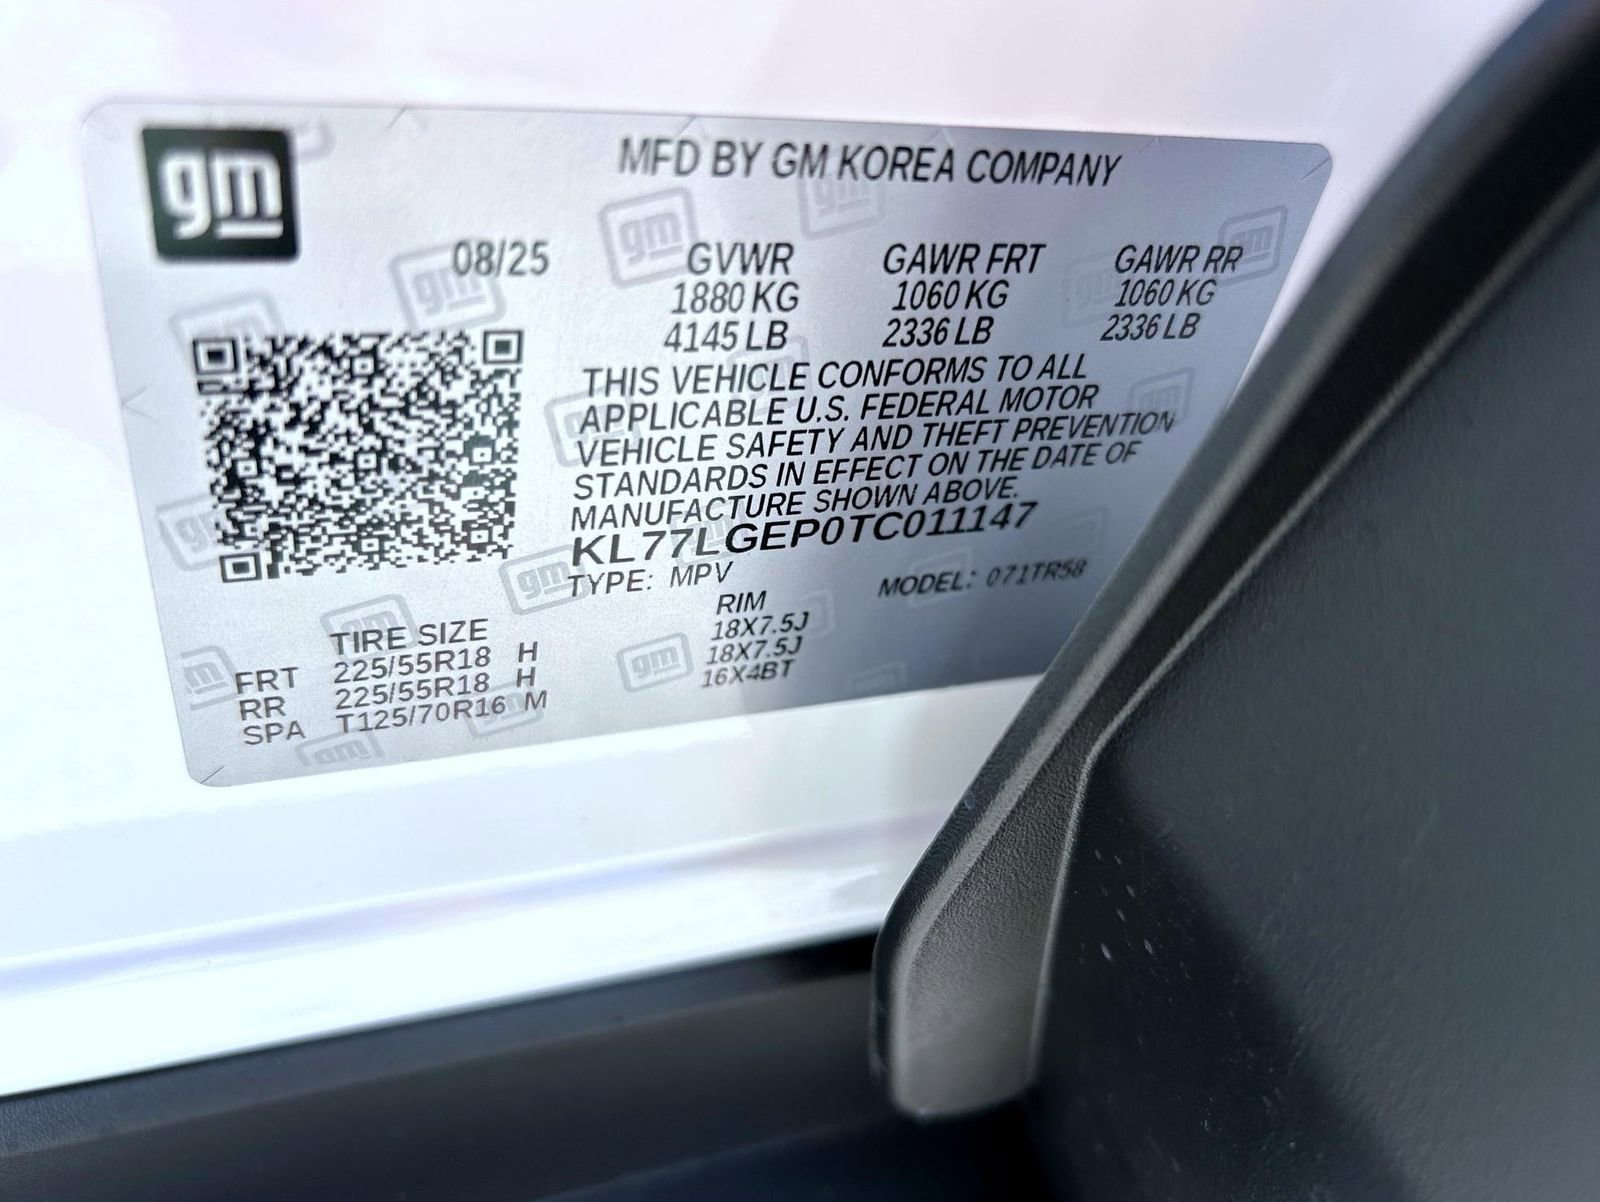 gm
MFD BY GM KOREA COMPANY
08/25
GVWR GAWR FRT GAWR RR
1880 KG 1060 KG 1060 KG
4145 LB 2336 LB 2336 LB
THIS VEHICLE CONFORMS TO ALL
APPLICABLE U.S. FEDERAL MOTOR
VEHICLE SAFETY AND THEFT PREVENTION
STANDARDS IN EFFECT ON THE DATE OF
MANUFACTURE SHOWN ABOVE.
KL77LGEP0TC011147
TYPE: MPV MODEL: 071TR58
TIRE SIZE RIM
FRT 225/55R18 H 18X7.5J
RR 225/55R18 H 18X7.5J
SPA T125/70R16 M 16X4BT